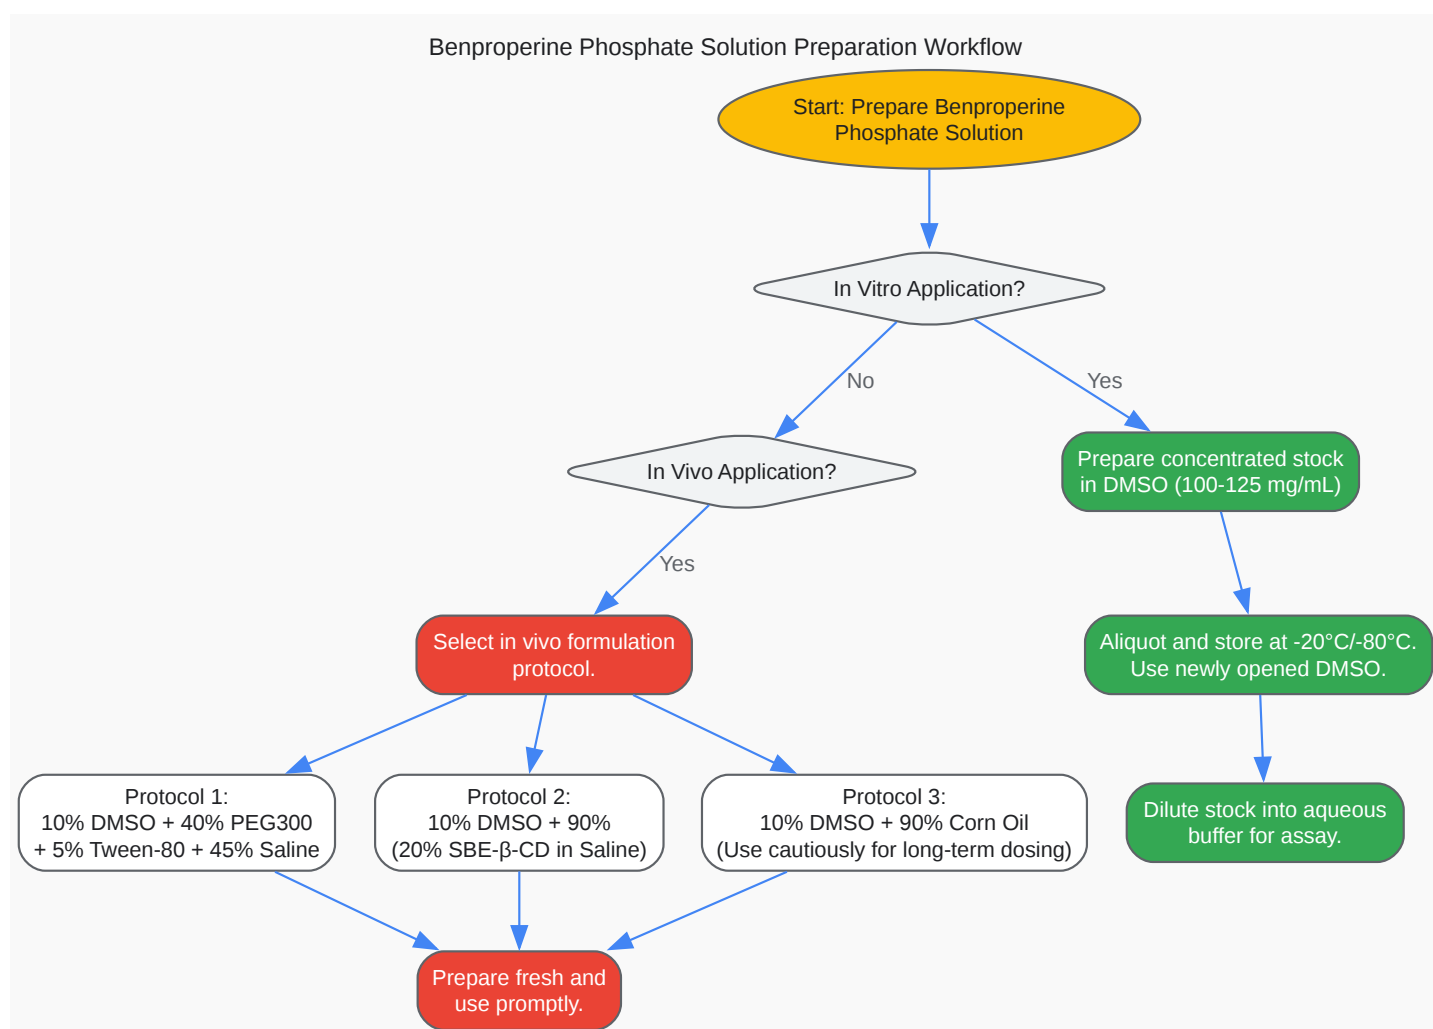 Benproperine Phosphate Solution Preparation Workflow
Start: Prepare Benproperine
Phosphate Solution
In Vitro Application?
No
Yes
In Vivo Application?
Prepare concentrated stock
in DMSO (100-125 mg/mL)
Yes
Select in vivo formulation
protocol.
Aliquot and store at -20°C/-80°C.
Use newly opened DMSO.
Protocol 1:
10% DMSO + 40% PEG300
+ 5% Tween-80 + 45% Saline
Protocol 2:
10% DMSO + 90%
(20% SBE-β-CD in Saline)
Protocol 3:
10% DMSO + 90% Corn Oil
(Use cautiously for long-term dosing)
Dilute stock into aqueous
buffer for assay.
Prepare fresh and
use promptly.